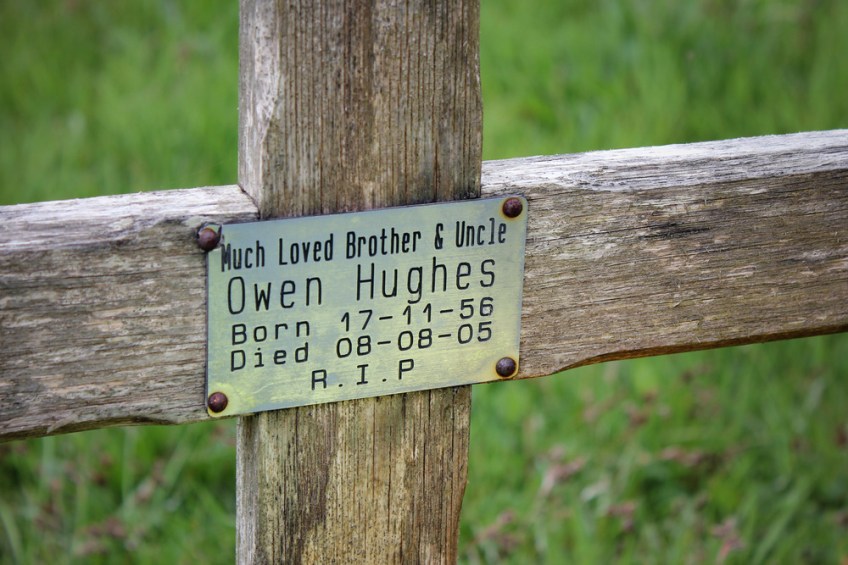 Much Loved Brother & Uncle
Owen Hughes
Born 17-11-56
Died 08-08-05
R.I.P